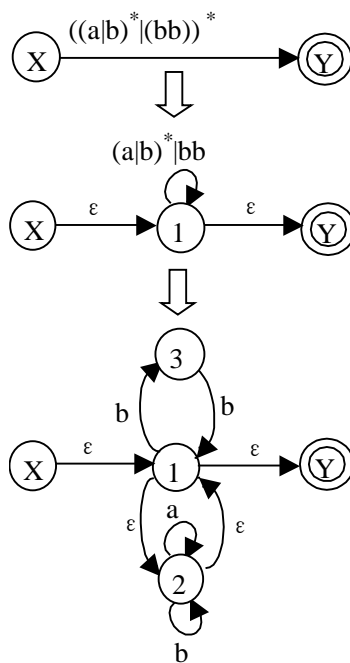 ((a|b)*|(bb))*
X Y
(a|b)*|bb
ε ε
X 1 Y
3
b b
ε ε
X 1 Y
ε a ε
2
b